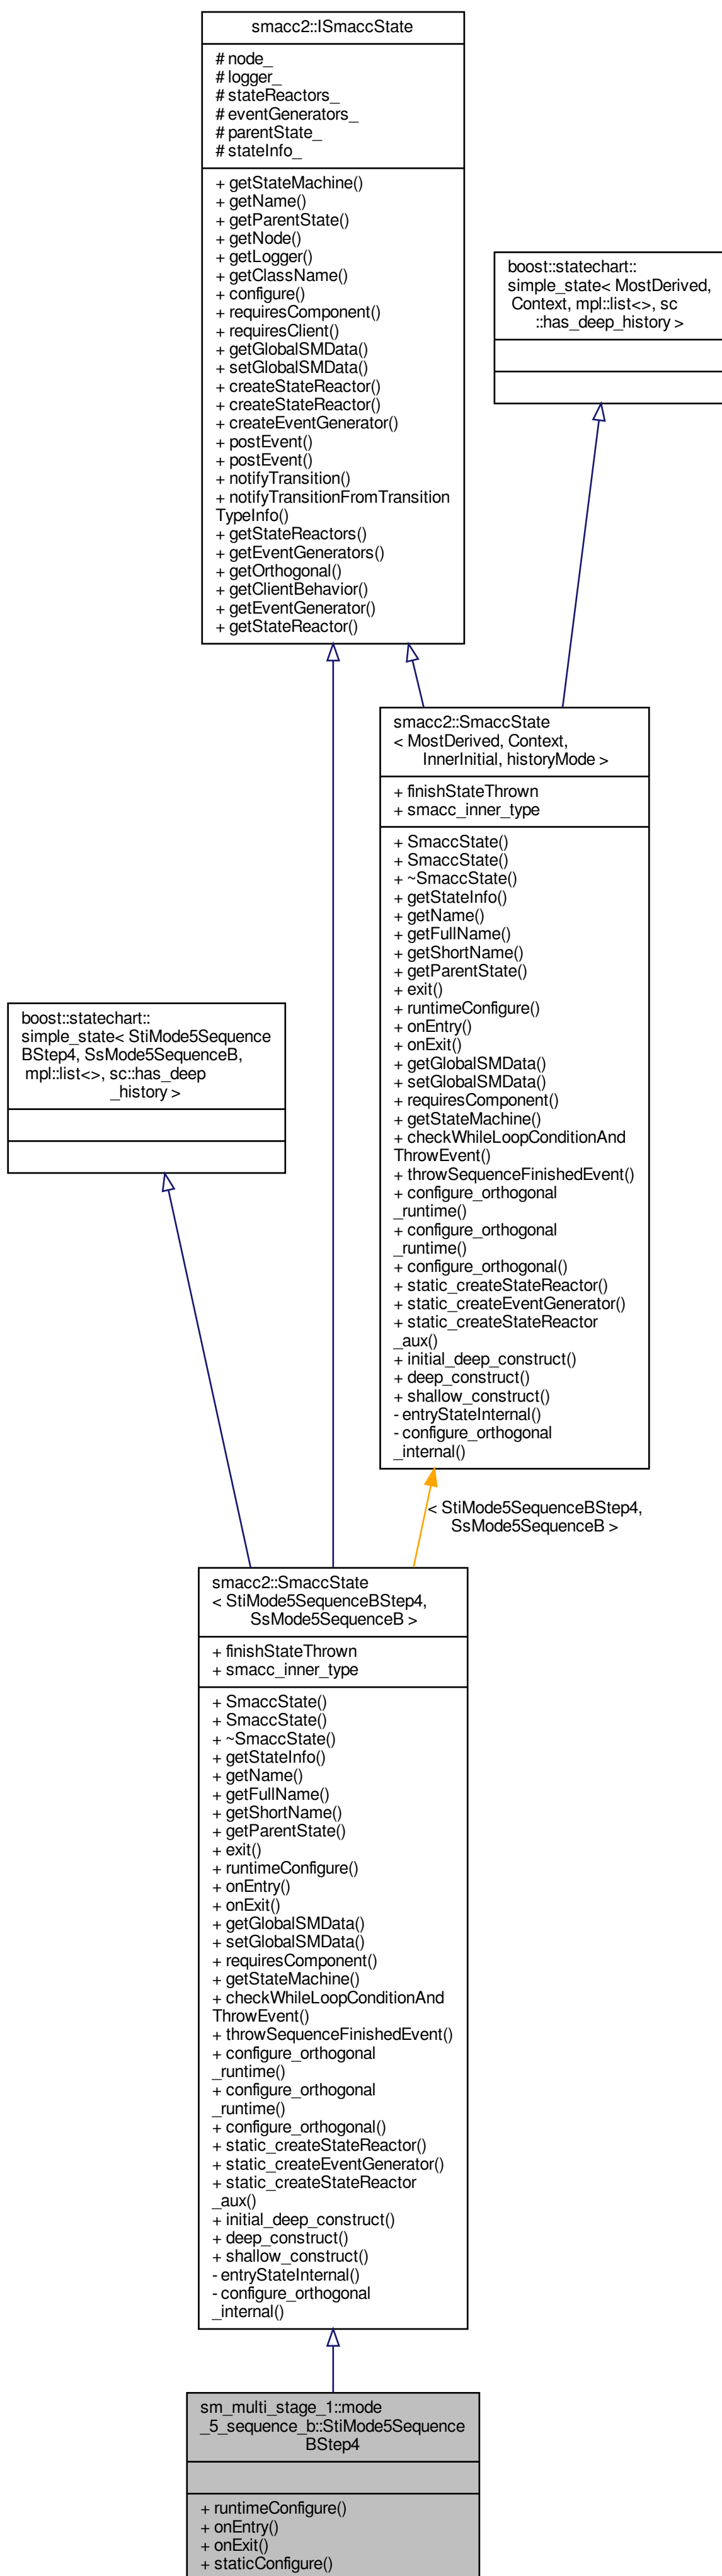 smacc2::ISmaccState
# node_
# logger_
# stateReactors_
# eventGenerators_
# parentState_
# stateInfo_
+ getStateMachine()
+ getName()
+ getParentState()
+ getNode()
+ getLogger()
+ getClassName()
+ configure()
+ requiresComponent()
+ requiresClient()
+ getGlobalSMData()
+ setGlobalSMData()
+ createStateReactor()
+ createStateReactor()
+ createEventGenerator()
+ postEvent()
+ postEvent()
+ notifyTransition()
+ notifyTransitionFromTransition
TypeInfo()
+ getStateReactors()
+ getEventGenerators()
+ getOrthogonal()
+ getClientBehavior()
+ getEventGenerator()
+ getStateReactor()
boost::statechart::
simple_state< MostDerived,
Context, mpl::list<>, sc
::has_deep_history >
smacc2::SmaccState
< MostDerived, Context,
InnerInitial, historyMode >
+ finishStateThrown
+ smacc_inner_type
+ SmaccState()
+ SmaccState()
+ ~SmaccState()
+ getStateInfo()
+ getName()
+ getFullName()
+ getShortName()
+ getParentState()
+ exit()
+ runtimeConfigure()
+ onEntry()
+ onExit()
+ getGlobalSMData()
+ setGlobalSMData()
+ requiresComponent()
+ getStateMachine()
+ checkWhileLoopConditionAnd
ThrowEvent()
+ throwSequenceFinishedEvent()
+ configure_orthogonal
_runtime()
+ configure_orthogonal
_runtime()
+ configure_orthogonal()
+ static_createStateReactor()
+ static_createEventGenerator()
+ static_createStateReactor
_aux()
+ initial_deep_construct()
+ deep_construct()
+ shallow_construct()
- entryStateInternal()
- configure_orthogonal
_internal()
boost::statechart::
simple_state< StiMode5Sequence
BStep4, SsMode5SequenceB,
mpl::list<>, sc::has_deep
_history >
< StiMode5SequenceBStep4,
SsMode5SequenceB >
smacc2::SmaccState
< StiMode5SequenceBStep4,
SsMode5SequenceB >
+ finishStateThrown
+ smacc_inner_type
+ SmaccState()
+ SmaccState()
+ ~SmaccState()
+ getStateInfo()
+ getName()
+ getFullName()
+ getShortName()
+ getParentState()
+ exit()
+ runtimeConfigure()
+ onEntry()
+ onExit()
+ getGlobalSMData()
+ setGlobalSMData()
+ requiresComponent()
+ getStateMachine()
+ checkWhileLoopConditionAnd
ThrowEvent()
+ throwSequenceFinishedEvent()
+ configure_orthogonal
_runtime()
+ configure_orthogonal
_runtime()
+ configure_orthogonal()
+ static_createStateReactor()
+ static_createEventGenerator()
+ static_createStateReactor
_aux()
+ initial_deep_construct()
+ deep_construct()
+ shallow_construct()
- entryStateInternal()
- configure_orthogonal
_internal()
sm_multi_stage_1::mode
_5_sequence_b::StiMode5Sequence
BStep4
+ runtimeConfigure()
+ onEntry()
+ onExit()
+ staticConfigure()